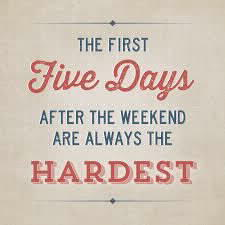 THE FIRST
Five Days
AFTER THE WEEKEND
ARE ALWAYS THE
HARDEST